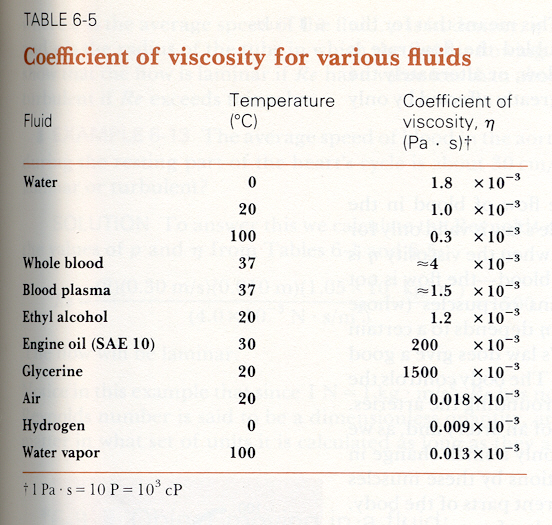 TABLE 6-5
Coefficient of viscosity for various fluids
Fluid Temperature (°C) Coefficient of viscosity, η (Pa · s)†
Water 0 1.8 ×10⁻³
20 1.0 ×10⁻³
100 0.3 ×10⁻³
Whole blood 37 ≈4 ×10⁻³
Blood plasma 37 ≈1.5 ×10⁻³
Ethyl alcohol 20 1.2 ×10⁻³
Engine oil (SAE 10) 30 200 ×10⁻³
Glycerine 20 1500 ×10⁻³
Air 20 0.018 ×10⁻³
Hydrogen 0 0.009 ×10⁻³
Water vapor 100 0.013 ×10⁻³
†1 Pa · s = 10 P = 10³ cP